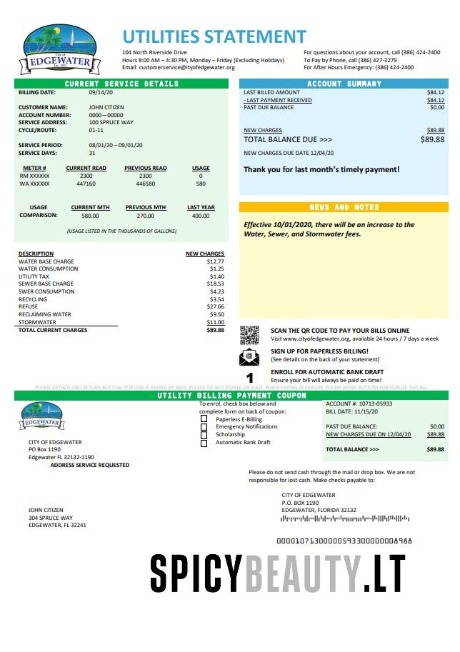 City of
EDGEWATER
UTILITIES STATEMENT
104 North Riverside Drive
Hours 8:00 AM – 4:30 PM, Monday – Friday (Excluding Holidays)
Email: customerservice@cityofedgewater.org
For questions about your account, call (386) 424-2400
To Pay by Phone, call (386) 427-3279
For After Hours Emergency: (386) 424-2400
CURRENT SERVICE DETAILS
BILLING DATE: 09/14/20
CUSTOMER NAME: JOHN CITIZEN
ACCOUNT NUMBER: 0000—00000
SERVICE ADDRESS: 100 SPRUCE WAY
CYCLE/ROUTE: 01-11
SERVICE PERIOD: 08/01/20 – 09/01/20
SERVICE DAYS: 31
METER # CURRENT READ PREVIOUS READ USAGE
RM XXXXXX 2300 2300 0
WA XXXXXX 447160 446580 580
USAGE CURRENT MTH PREVIOUS MTH LAST YEAR
COMPARISON: 580.00 270.00 400.00
(USAGE LISTED IN THE THOUSANDS OF GALLONS)
DESCRIPTION NEW CHARGES
WATER BASE CHARGE $12.77
WATER CONSUMPTION $1.25
UTILITY TAX $1.40
SEWER BASE CHARGE $18.53
SWER CONSUMPTION $4.23
RECYCLING $3.54
REFUSE $27.66
RECLAIMING WATER $9.50
STORMWATER $11.00
TOTAL CURRENT CHARGES $89.88
ACCOUNT SUMMARY
LAST BILLED AMOUNT $84.12
- LAST PAYMENT RECEIVED $84.12
PAST DUE BALANCE $0.00
NEW CHARGES $89.88
TOTAL BALANCE DUE >>> $89.88
NEW CHARGES DUE DATE 12/04/20
Thank you for last month's timely payment!
NEWS AND NOTES
Effective 10/01/2020, there will be an increase to the
Water, Sewer, and Stormwater fees.
SCAN THE QR CODE TO PAY YOUR BILLS ONLINE
Visit www.cityofedgewater.org, available 24 hours / 7 days a week
SIGN UP FOR PAPERLESS BILLING!
(See details on back of statement)
1
ENROLL FOR AUTOMATIC BANK DRAFT
Ensure your bill will always be paid on time!
UTILITY BILLING PAYMENT COUPON
EDGEWATER
CITY OF EDGEWATER
PO BOX 1190
Edgewater Fl 32132-1190
ADDRESS SERVICE REQUESTED
To enrol, check box below and
complete form on back of coupon:
Paperless E-Billing
Emergency Notifications
Scholarship
Automatic Bank Draft
ACCOUNT #: 10713-05933
BILL DATE: 11/15/20
PAST DUE BALANCE: $0.00
NEW CHARGES DUE ON 12/04/20 $89.88
TOTAL BALANCE >>> $89.88
Please do not send cash through the mail or drop box. We are not
responsible for lost cash. Make checks payable to:
CITY OF EDGEWATER
P.O. BOX 1190
EDGEWATER, FLORIDA 32132
JOHN CITIZEN
304 SPRUCE WAY
EDGEWATER, FL 32241
SPICYBEAUTY.LT